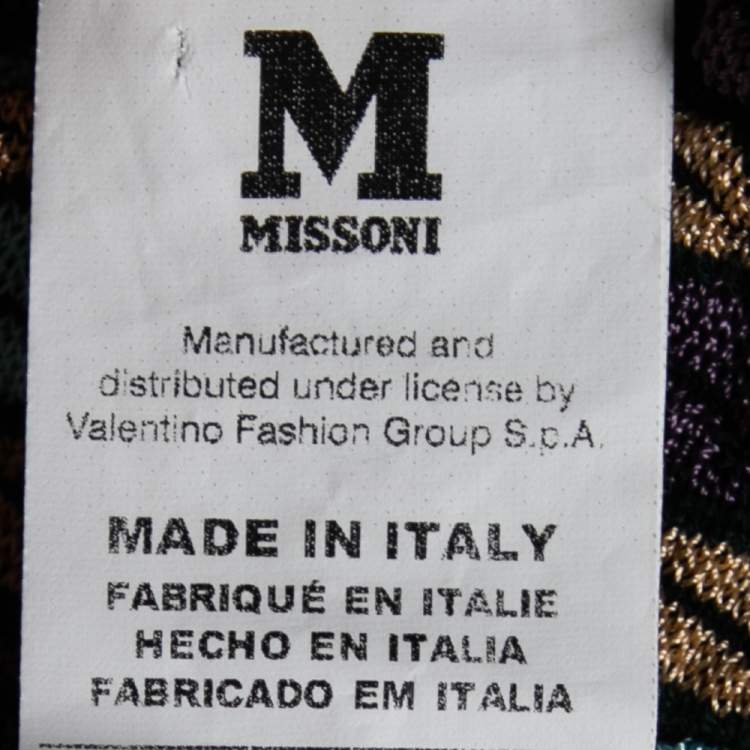 M
MISSONI
Manufactured and
distributed under license by
Valentino Fashion Group S.p.A.
MADE IN ITALY
FABRIQUÉ EN ITALIE
HECHO EN ITALIA
FABRICADO EM ITALIA